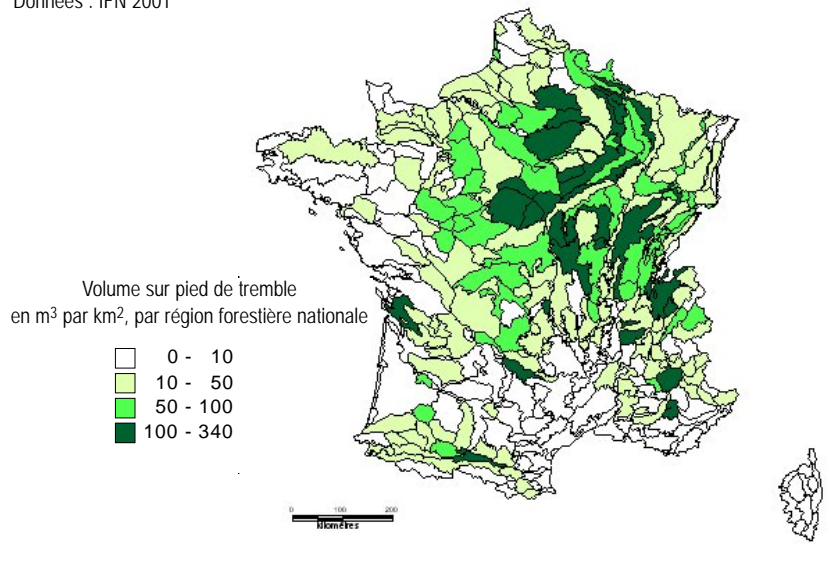 Données : IFN 2001
Volume sur pied de tremble
en m³ par km², par région forestière nationale
0 - 10
10 - 50
50 - 100
100 - 340
0 100 200
kilomètres